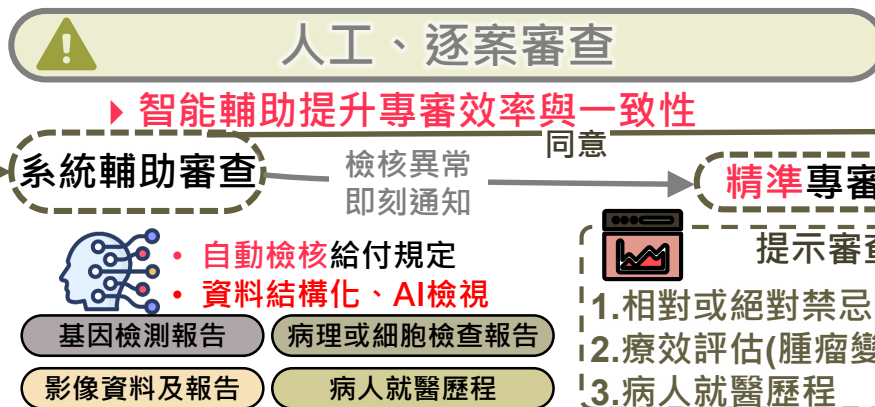 人工、逐案審查
智能輔助提升專審效率與一致性
同意
系統輔助審查
檢核異常
即刻通知
精準專審
自動檢核給付規定
資料結構化、AI檢視
提示審查
基因檢測報告
病理或細胞檢查報告
影像資料及報告
病人就醫歷程
1.相對或絕對禁忌
2.療效評估(腫瘤變
3.病人就醫歷程